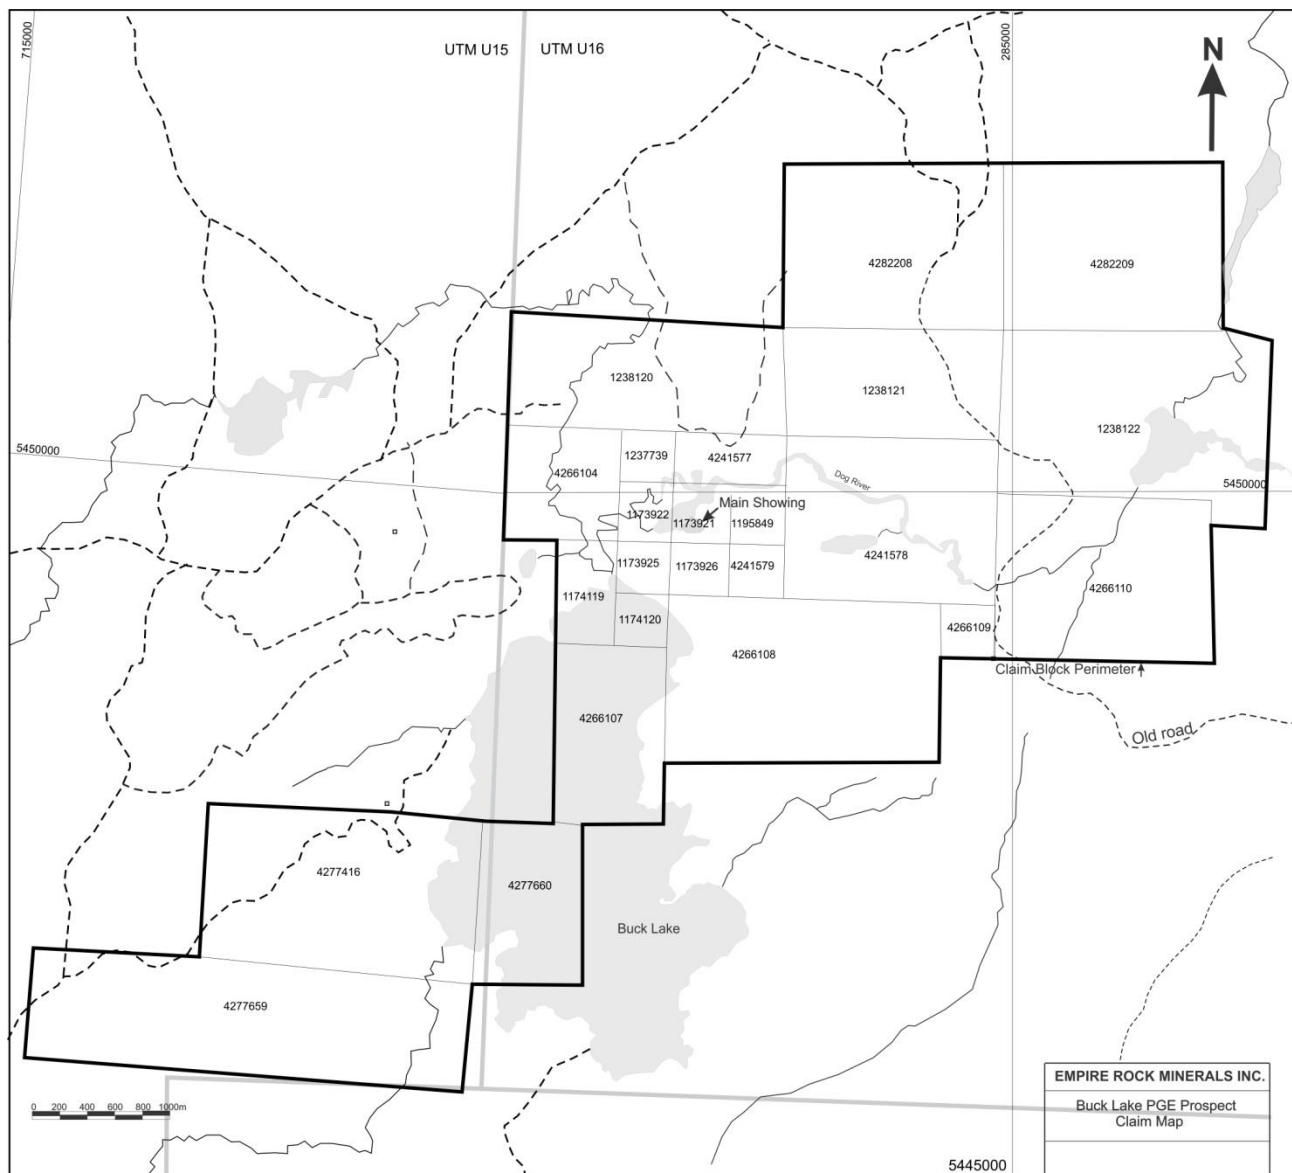 715000
UTM U15
UTM U16
285000
N
4282208
4282209
1238120
1238121
1238122
5450000
4266104
1237739
4241577
Dog River
5450000
1173922
1173921
Main Showing
1195849
4241578
1173925
1173926
4241579
1174119
1174120
4266110
4266109
4266108
Claim Block Perimeter
4266107
Old road
4277416
4277660
Buck Lake
4277659
0 200 400 600 800 1000m
EMPIRE ROCK MINERALS INC.
Buck Lake PGE Prospect
Claim Map
5445000